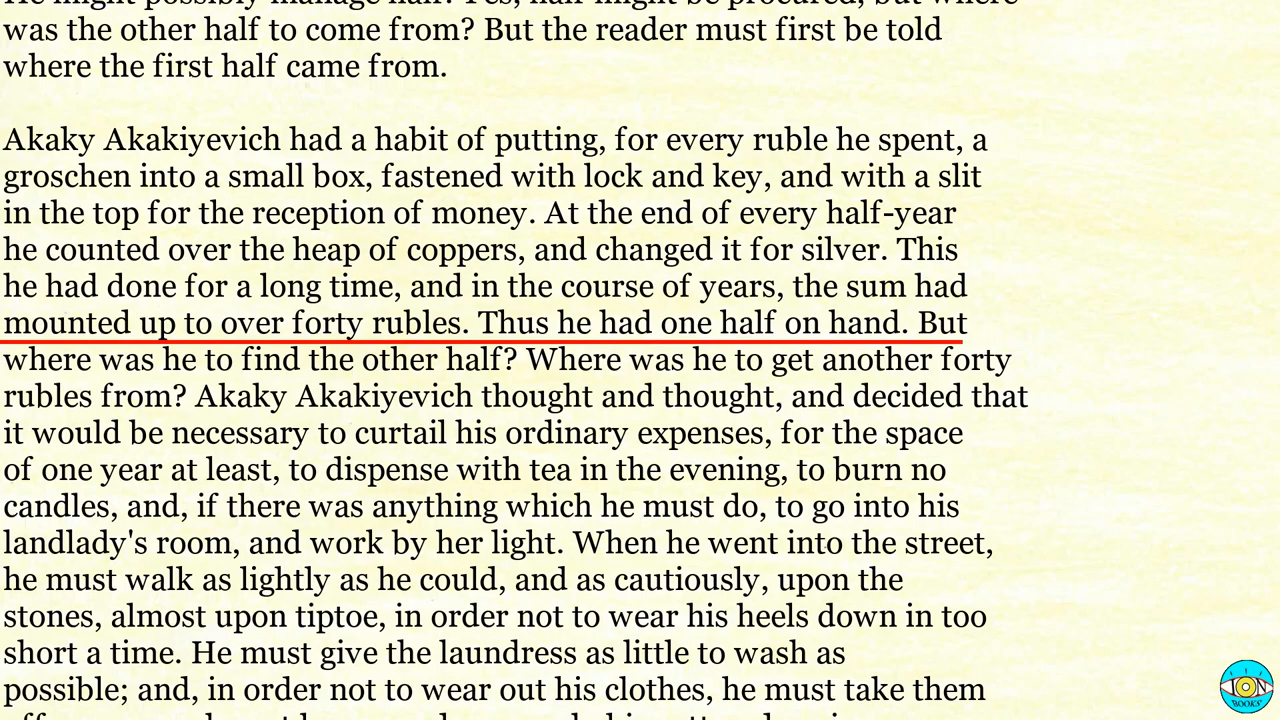 was the other half to come from? But the reader must first be told
where the first half came from.
Akaky Akakiyevich had a habit of putting, for every ruble he spent, a
groschen into a small box, fastened with lock and key, and with a slit
in the top for the reception of money. At the end of every half-year
he counted over the heap of coppers, and changed it for silver. This
he had done for a long time, and in the course of years, the sum had
mounted up to over forty rubles. Thus he had one half on hand. But
where was he to find the other half? Where was he to get another forty
rubles from? Akaky Akakiyevich thought and thought, and decided that
it would be necessary to curtail his ordinary expenses, for the space
of one year at least, to dispense with tea in the evening, to burn no
candles, and, if there was anything which he must do, to go into his
landlady's room, and work by her light. When he went into the street,
he must walk as lightly as he could, and as cautiously, upon the
stones, almost upon tiptoe, in order not to wear his heels down in too
short a time. He must give the laundress as little to wash as
possible; and, in order not to wear out his clothes, he must take them
ION
BOOKS